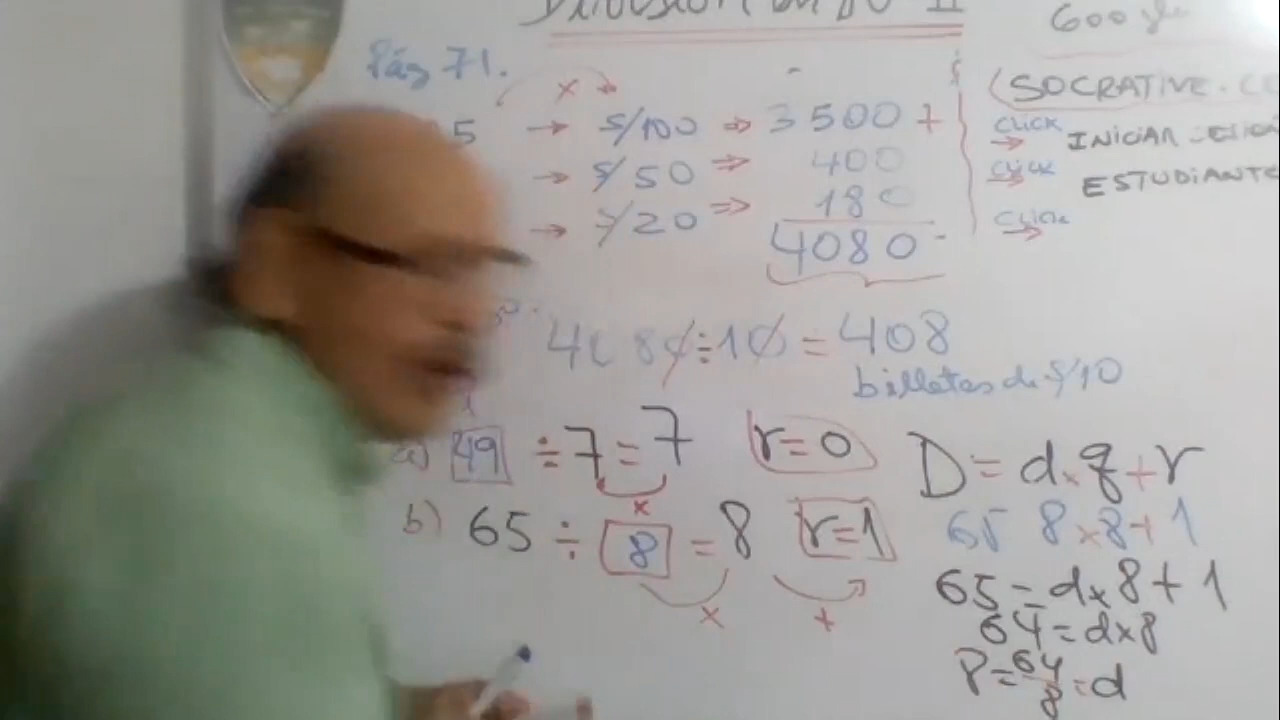 Pág 71.
5 → S/100 ⇒ 3500 +
→ S/50 ⇒ 400
→ S/20 ⇒ 180
4080
÷10 = 408
billetes de S/10
a) 49 ÷ 7 = 7 r=0
b) 65 ÷ 8 = 8 r=1
x
x +
D = d x q + r
65 8 x 8 + 1
65 = d x 8 + 1
64 = d x 8
64/8 = d
SOCRATIVE.
CLICK → INICIAR
CLICK → ESTUDIANTE
CLICK →